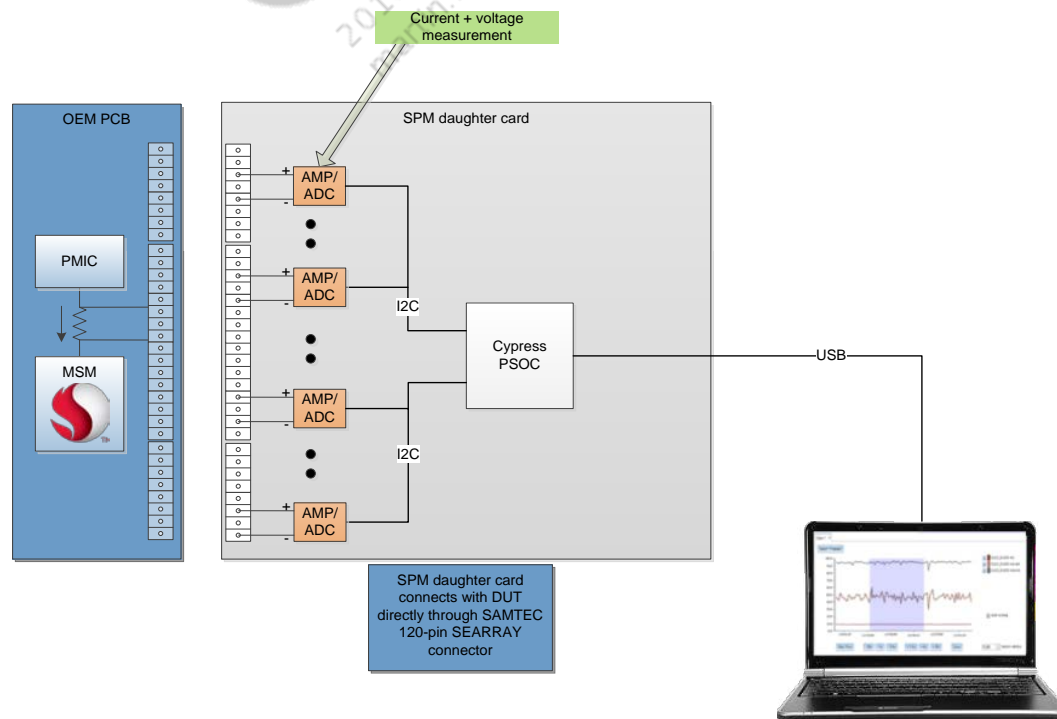 Current + voltage
measurement
OEM PCB
SPM daughter card
+
AMP/
ADC
-
PMIC
+
AMP/
ADC
-
I2C
Cypress
PSOC
USB
MSM
+
AMP/
ADC
-
I2C
+
AMP/
ADC
-
SPM daughter card
connects with DUT
directly through SAMTEC
120-pin SEARRAY
connector